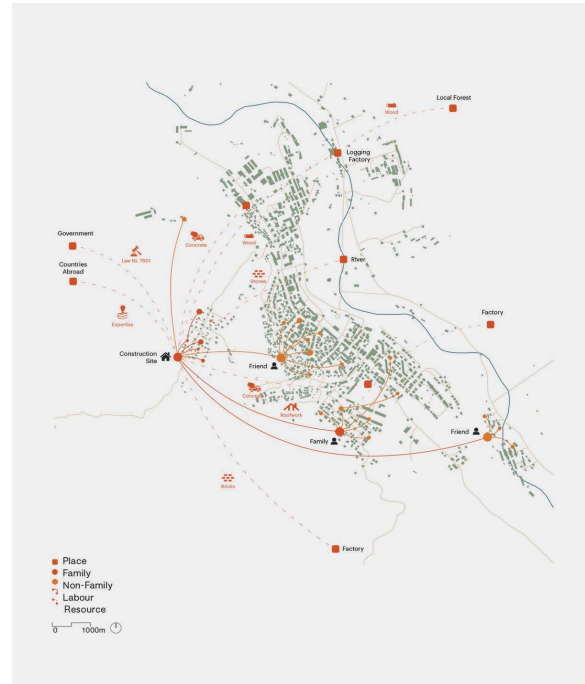 Local Forest
Wood
Logging
Factory
Government
Law Nr. 7501
Concrete
Wood
River
Countries
Abroad
Stones
Expertise
Factory
Construction
Site
Friend
Concrete
Roofwork
Friend
Family
Bricks
Factory
Place
Family
Non-Family
Labour
Resource
0 1000m